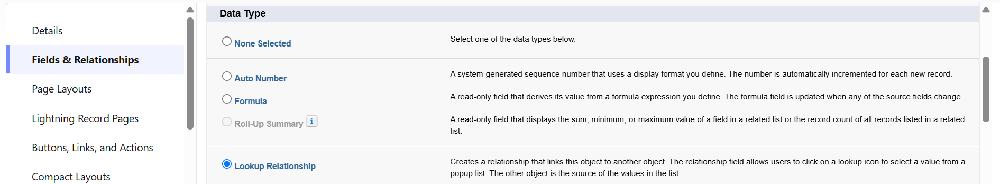 Details
Fields & Relationships
Page Layouts
Lightning Record Pages
Buttons, Links, and Actions
Compact Layouts
Data Type
None Selected
Select one of the data types below.
Auto Number
A system-generated sequence number that uses a display format you define. The number is automatically incremented for each new record.
Formula
A read-only field that derives its value from a formula expression you define. The formula field is updated when any of the source fields change.
Roll-Up Summary i
A read-only field that displays the sum, minimum, or maximum value of a field in a related list or the record count of all records listed in a related
list.
Lookup Relationship
Creates a relationship that links this object to another object. The relationship field allows users to click on a lookup icon to select a value from a
popup list. The other object is the source of the values in the list.